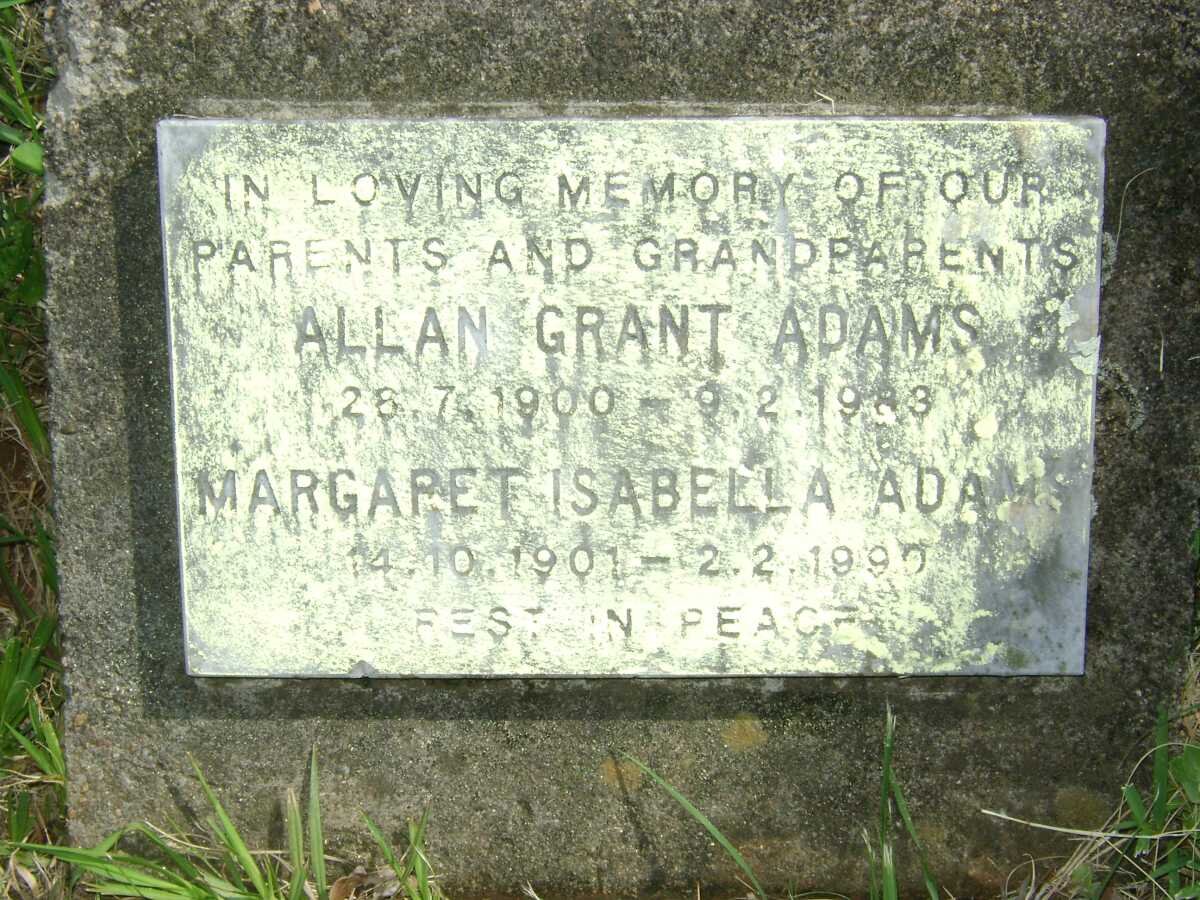 IN LOVING MEMORY OF OUR
PARENTS AND GRANDPARENTS
ALLAN GRANT ADAMS
28.7.1900 - 9.2.1983
MARGARET ISABELLA ADAMS
14.10.1901 - 2.2.1990
REST IN PEACE